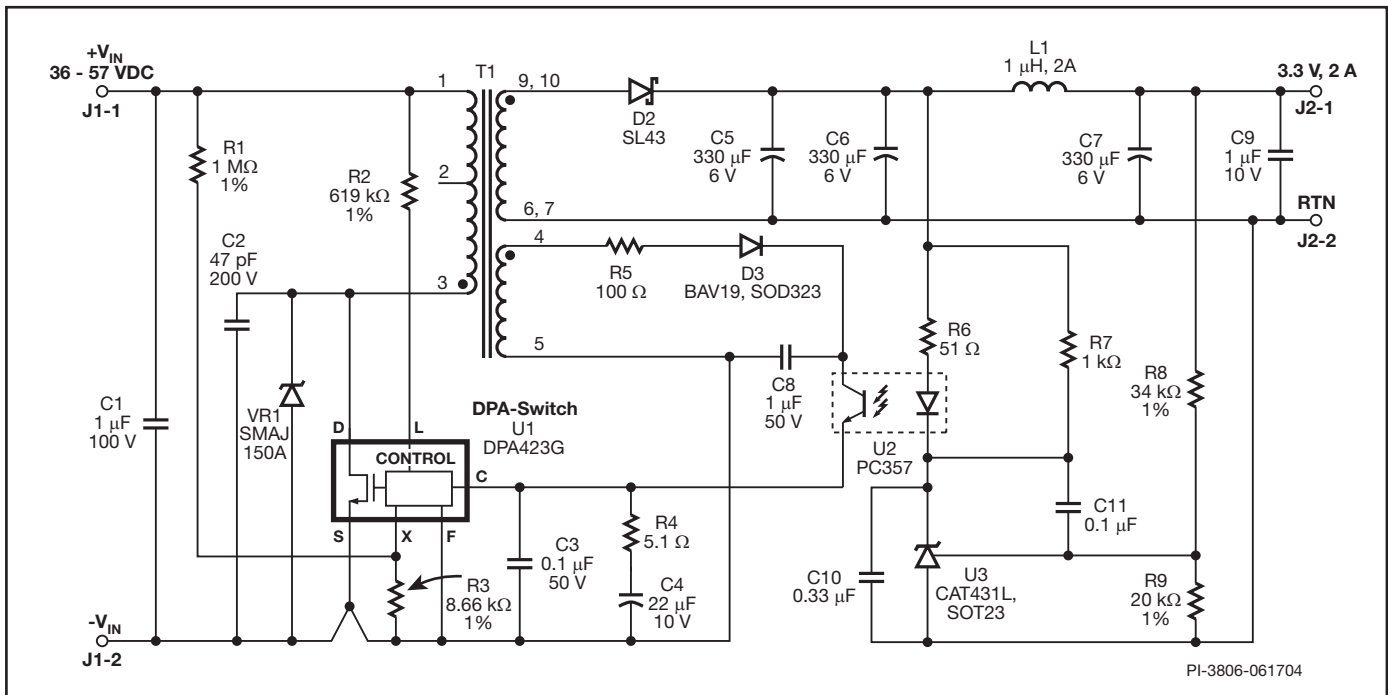 +VIN
36 - 57 VDC
J1-1
R1
1 MΩ
1%
R2
619 kΩ
1%
C2
47 pF
200 V
C1
1 μF
100 V
VR1
SMAJ
150A
1
2
3
T1
9, 10
6, 7
4
5
D2
SL43
C5
330 μF
6 V
C6
330 μF
6 V
L1
1 μH, 2A
C7
330 μF
6 V
C9
1 μF
10 V
3.3 V, 2 A
J2-1
RTN
J2-2
R5
100 Ω
D3
BAV19, SOD323
C8
1 μF
50 V
R6
51 Ω
R7
1 kΩ
R8
34 kΩ
1%
U2
PC357
DPA-Switch
U1
DPA423G
D
L
CONTROL
C
S
X
F
R3
8.66 kΩ
1%
C3
0.1 μF
50 V
R4
5.1 Ω
C4
22 μF
10 V
C10
0.33 μF
C11
0.1 μF
U3
CAT431L,
SOT23
R9
20 kΩ
1%
-VIN
J1-2
PI-3806-061704